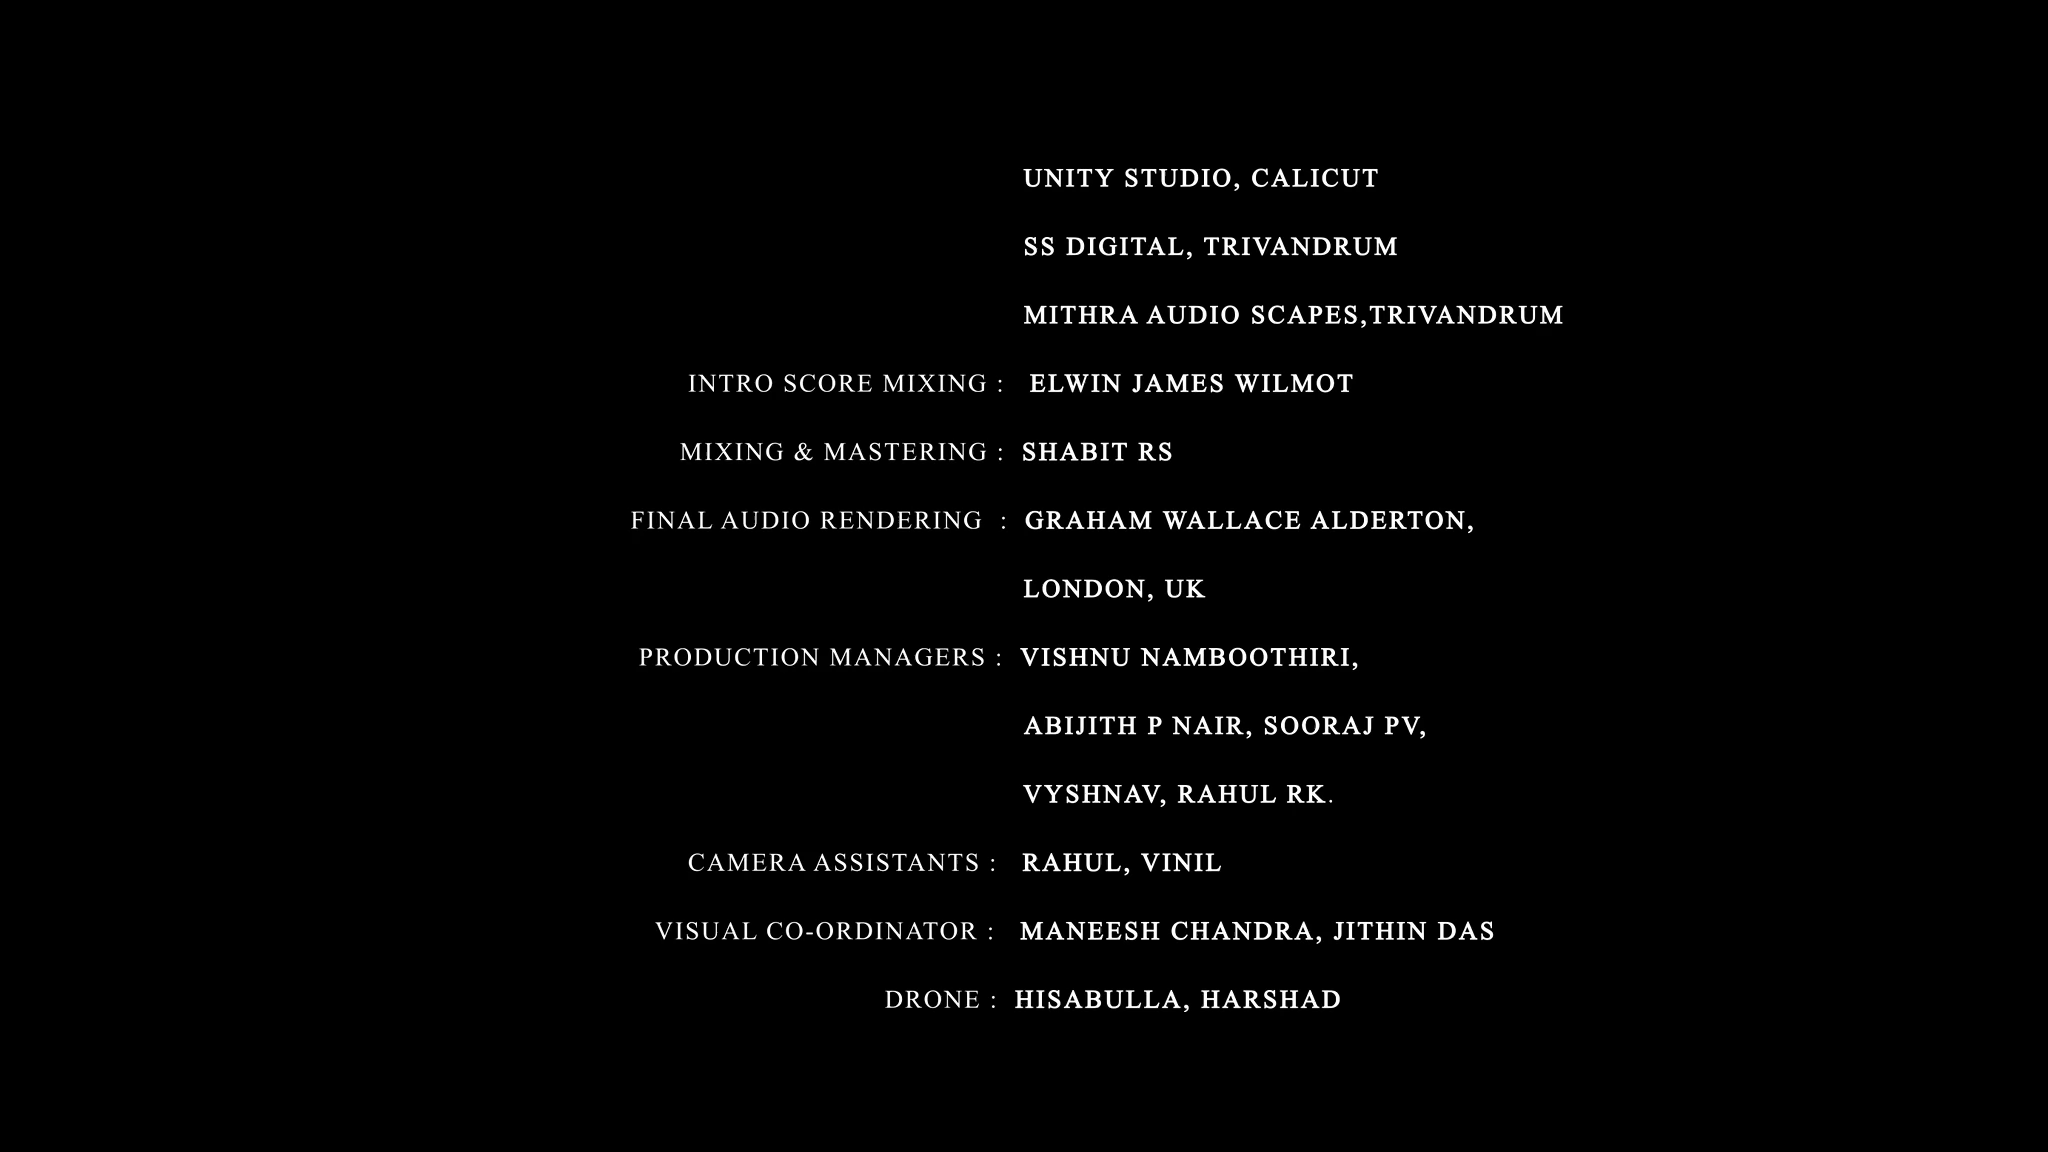 UNITY STUDIO, CALICUT
SS DIGITAL, TRIVANDRUM
MITHRA AUDIO SCAPES,TRIVANDRUM
INTRO SCORE MIXING : ELWIN JAMES WILMOT
MIXING & MASTERING : SHABIT RS
FINAL AUDIO RENDERING : GRAHAM WALLACE ALDERTON,
LONDON, UK
PRODUCTION MANAGERS : VISHNU NAMBOOTHIRI,
ABIJITH P NAIR, SOORAJ PV,
VYSHNAV, RAHUL RK.
CAMERA ASSISTANTS : RAHUL, VINIL
VISUAL CO-ORDINATOR : MANEESH CHANDRA, JITHIN DAS
DRONE : HISABULLA, HARSHAD